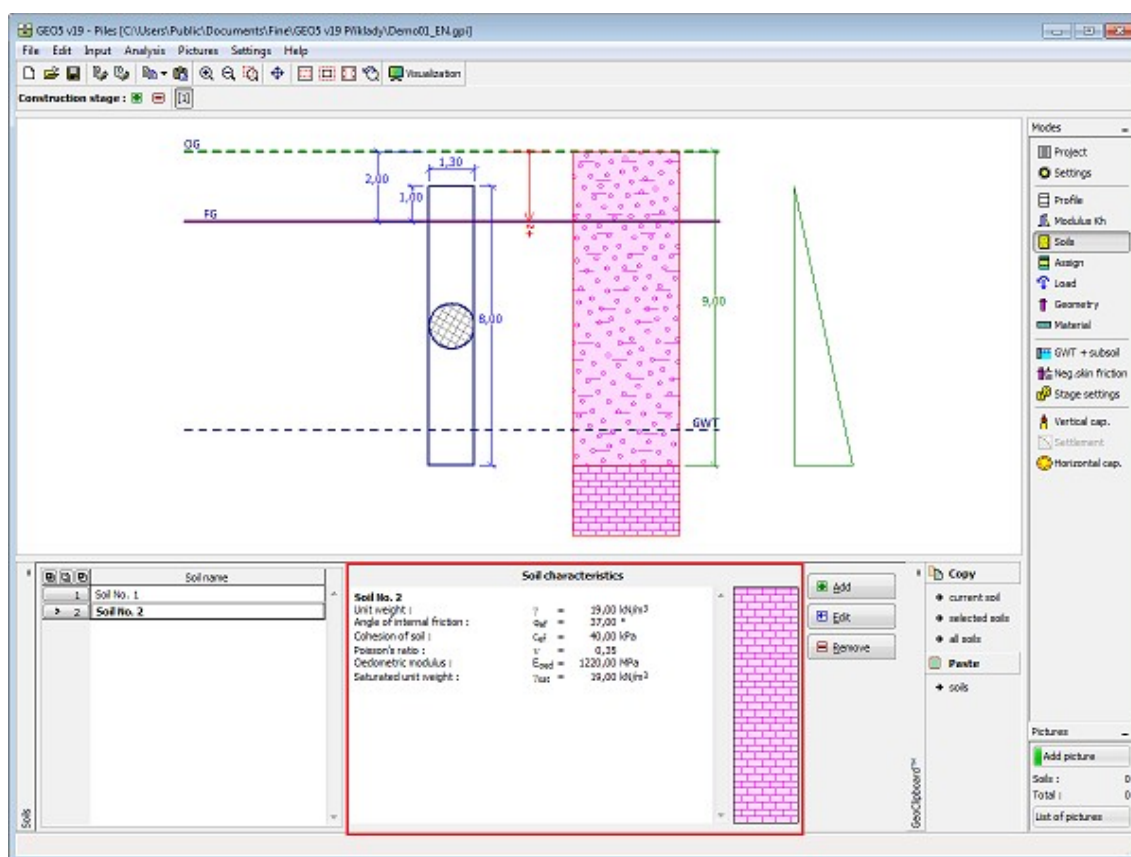 GEO5 v19 - Piles [C:\Users\Public\Documents\Fine\GEO5 v19 Příklady\Demo01_EN.gpi]
File Edit Input Analysis Pictures Settings Help
Visualization
Construction stage : [1]
OG
1,30
2,00
1,00
FG
+z
9,00
8,00
GWT
Modes
Project
Settings
Profile
Modulus Kh
Soils
Assign
Load
Geometry
Material
GWT + subsoil
Neg.skin friction
Stage settings
Vertical cap.
Settlement
Horizontal cap.
Soils
Soil name
1 Soil No. 1
> 2 Soil No. 2
Soil characteristics
Soil No. 2
Unit weight : γ = 19,00 kN/m³
Angle of internal friction : φef = 37,00 °
Cohesion of soil : cef = 40,00 kPa
Poisson's ratio : ν = 0,35
Oedometric modulus : Eoed = 1220,00 MPa
Saturated unit weight : γsat = 19,00 kN/m³
Add
Edit
Remove
GeoClipboard™
Copy
current soil
selected soils
all soils
Paste
soils
Pictures
Add picture
Soils : 0
Total : 0
List of pictures